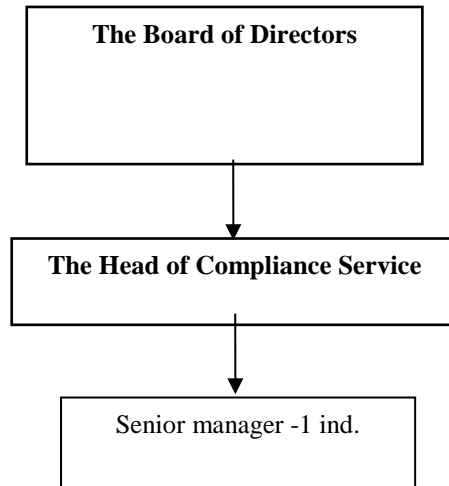 The Board of Directors
The Head of Compliance Service
Senior manager -1 ind.